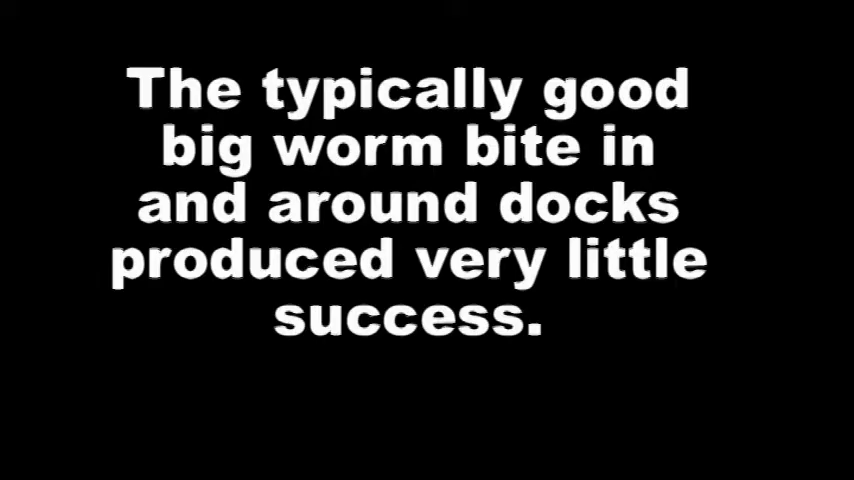 The typically good
big worm bite in
and around docks
produced very little
success.